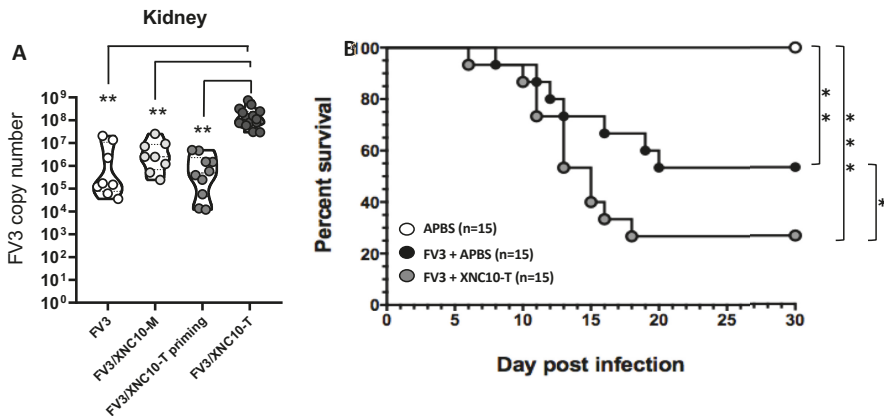 Kidney
A
** ** **
FV3 copy number
10⁹
10⁸
10⁷
10⁶
10⁵
10⁴
10³
10²
10¹
10⁰
FV3
FV3/XNC10-M
FV3/XNC10-T priming
FV3/XNC10-T
B
Percent survival
100
80
60
40
20
0
APBS (n=15)
FV3 + APBS (n=15)
FV3 + XNC10-T (n=15)
0 5 10 15 20 25 30
Day post infection
**
***
*